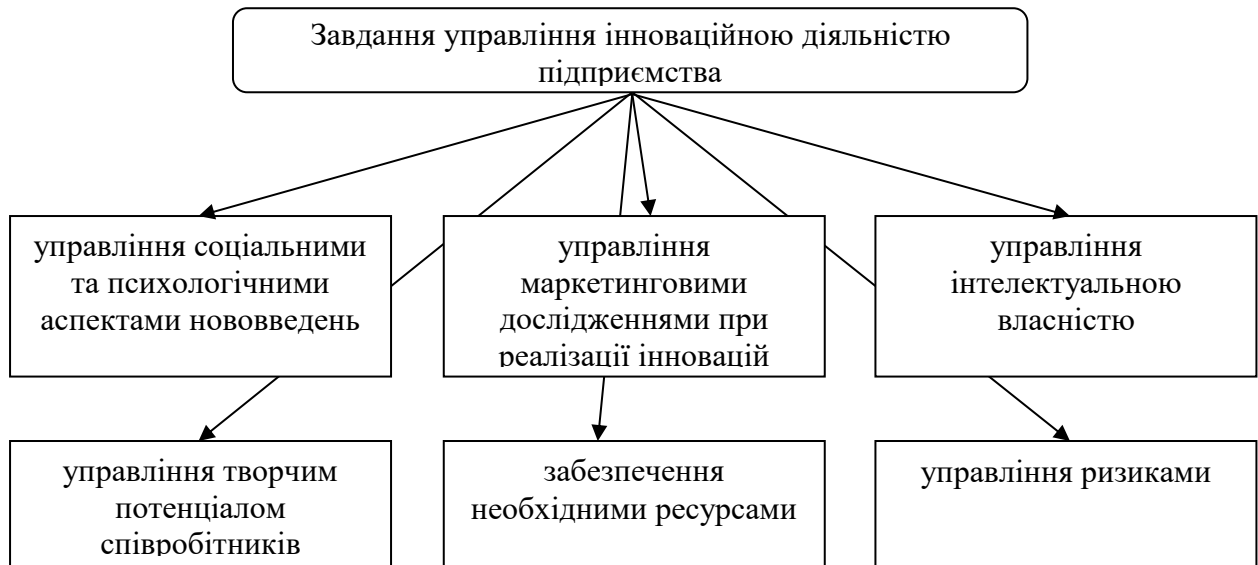 Завдання управління інноваційною діяльністю
підприємства
управління соціальними
та психологічними
аспектами нововведень
управління
маркетинговими
дослідженнями при
реалізації інновацій
управління
інтелектуальною
власністю
управління творчим
потенціалом
співробітників
забезпечення
необхідними ресурсами
управління ризиками